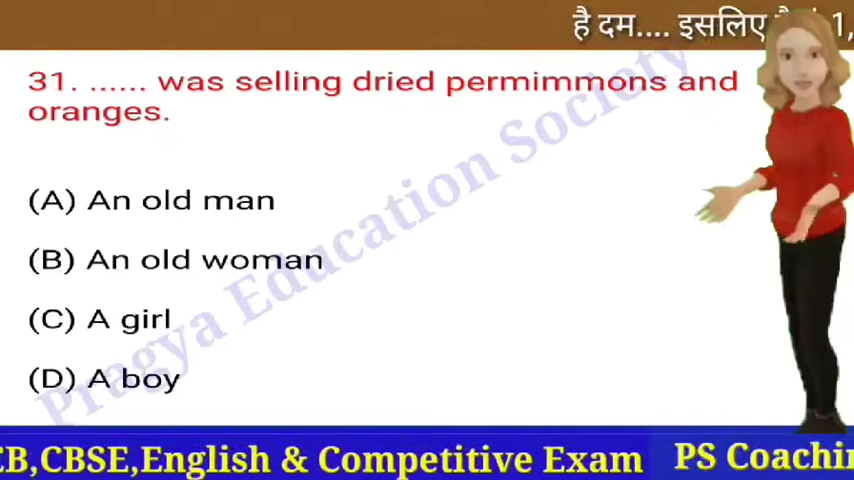 है दम.... इसलिए
31. ...... was selling dried permimmons and
oranges.
(A) An old man
(B) An old woman
(C) A girl
(D) A boy
Pragya Education Society
CB,CBSE,English & Competitive Exam PS Coachin